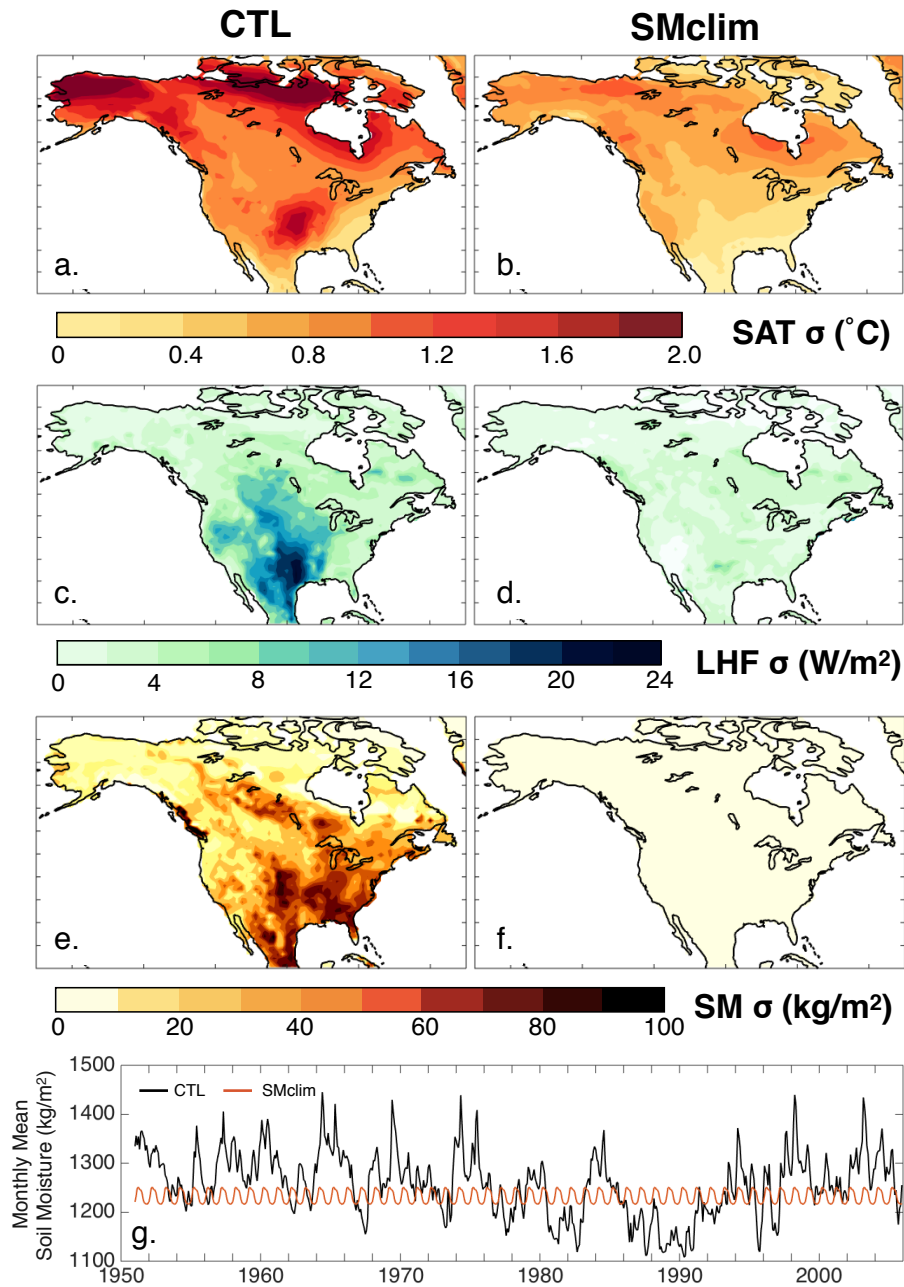 CTL SMclim
a. b.
0 0.4 0.8 1.2 1.6 2.0 SAT σ (˚C)
c. d.
0 4 8 12 16 20 24 LHF σ (W/m²)
e. f.
0 20 40 60 80 100 SM σ (kg/m²)
1500
1400
1300
1200
1100
Monthly Mean
Soil Moisture (kg/m²)
CTL SMclim
g.
1950 1960 1970 1980 1990 2000